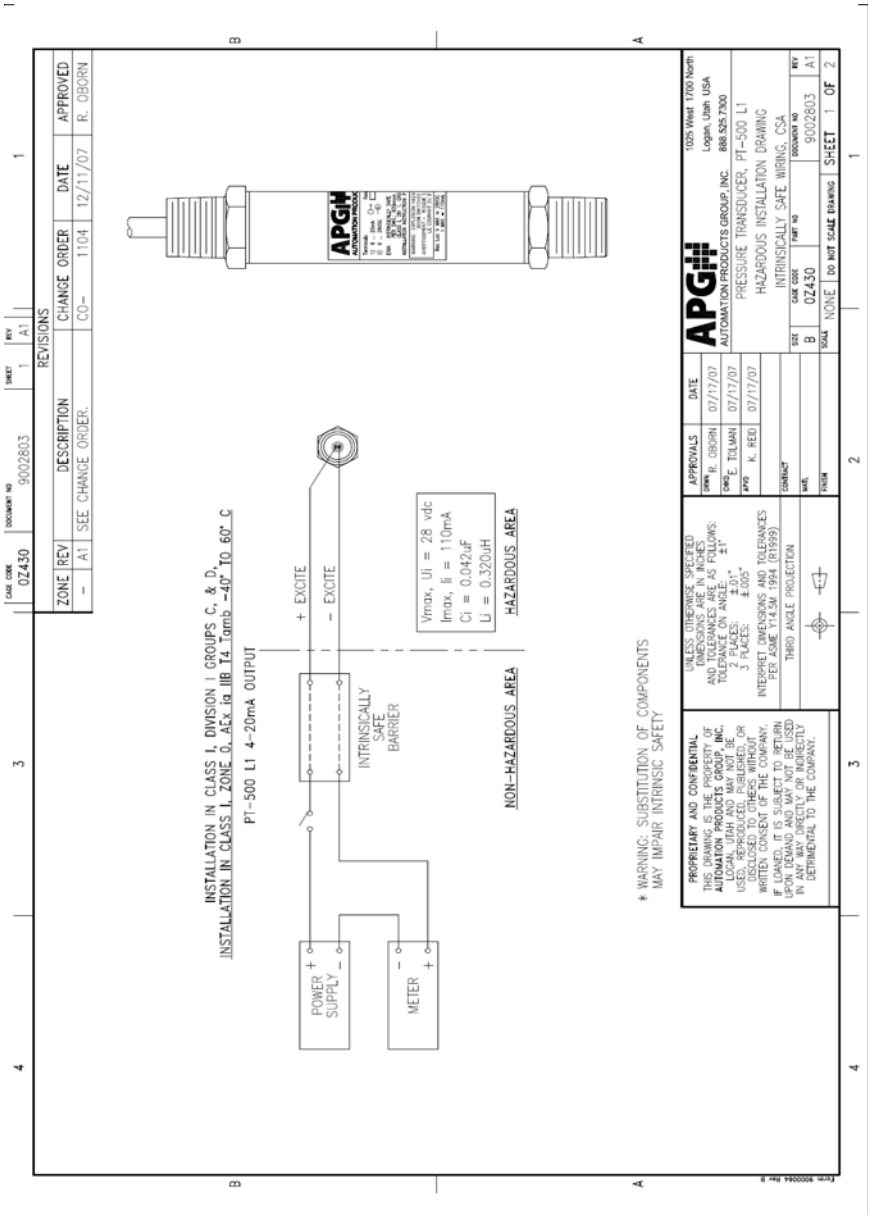 CAGE CODE
0Z430
DOCUMENT NO
9002803
SHEET
1
REV
A1
4
3
2
1
REVISIONS
ZONE REV DESCRIPTION CHANGE ORDER DATE APPROVED
- A1 SEE CHANGE ORDER. CO- 1104 12/11/07 R. OBORN
B
B
INSTALLATION IN CLASS I, DIVISION I GROUPS C, & D,
INSTALLATION IN CLASS I, ZONE 0, AEx ia IIB T4 Tamb -40° TO 60° C
PT-500 L1 4-20mA OUTPUT
POWER
SUPPLY
+
-
METER
-
+
INTRINSICALLY
SAFE
BARRIER
+ EXCITE
- EXCITE
Vmax, Ui = 28 vdc
Imax, Ii = 110mA
Ci = 0.042uF
Li = 0.320uH
NON-HAZARDOUS AREA
HAZARDOUS AREA
APG
AUTOMATION PRODUC
* WARNING: SUBSTITUTION OF COMPONENTS
MAY IMPAIR INTRINSIC SAFETY
A
A
PROPRIETARY AND CONFIDENTIAL
THIS DRAWING IS THE PROPERTY OF
AUTOMATION PRODUCTS GROUP, INC.
LOGAN, UTAH AND MAY NOT BE
USED, REPRODUCED, PUBLISHED, OR
DISCLOSED TO OTHERS WITHOUT
WRITTEN CONSENT OF THE COMPANY.
IF LOANED, IT IS SUBJECT TO RETURN
UPON DEMAND AND MAY NOT BE USED
IN ANY WAY DIRECTLY OR INDIRECTLY
DETRIMENTAL TO THE COMPANY.
UNLESS OTHERWISE SPECIFIED
DIMENSIONS ARE IN INCHES
AND TOLERANCES ARE AS FOLLOWS:
TOLERANCE ON ANGLE: ±1°
2 PLACES: ±.01"
3 PLACES: ±.005"
INTERPRET DIMENSIONS AND TOLERANCES
PER ASME Y14.5M 1994 (R1999)
THIRD ANGLE PROJECTION
APPROVALS DATE
DRWN R. OBORN 07/17/07
CHKD E. TOLMAN 07/17/07
APVD K. REID 07/17/07
CONTRACT
MATL
FINISH
APG
AUTOMATION PRODUCTS GROUP, INC.
1025 West 1700 North
Logan, Utah USA
888.525.7300
PRESSURE TRANSDUCER, PT-500 L1
HAZARDOUS INSTALLATION DRAWING
INTRINSICALLY SAFE WIRING, CSA
SIZE
B
CAGE CODE
0Z430
PART NO
DOCUMENT NO
9002803
REV
A1
SCALE NONE DO NOT SCALE DRAWING SHEET 1 OF 2
4
3
2
1
Form 9000064 Rev B